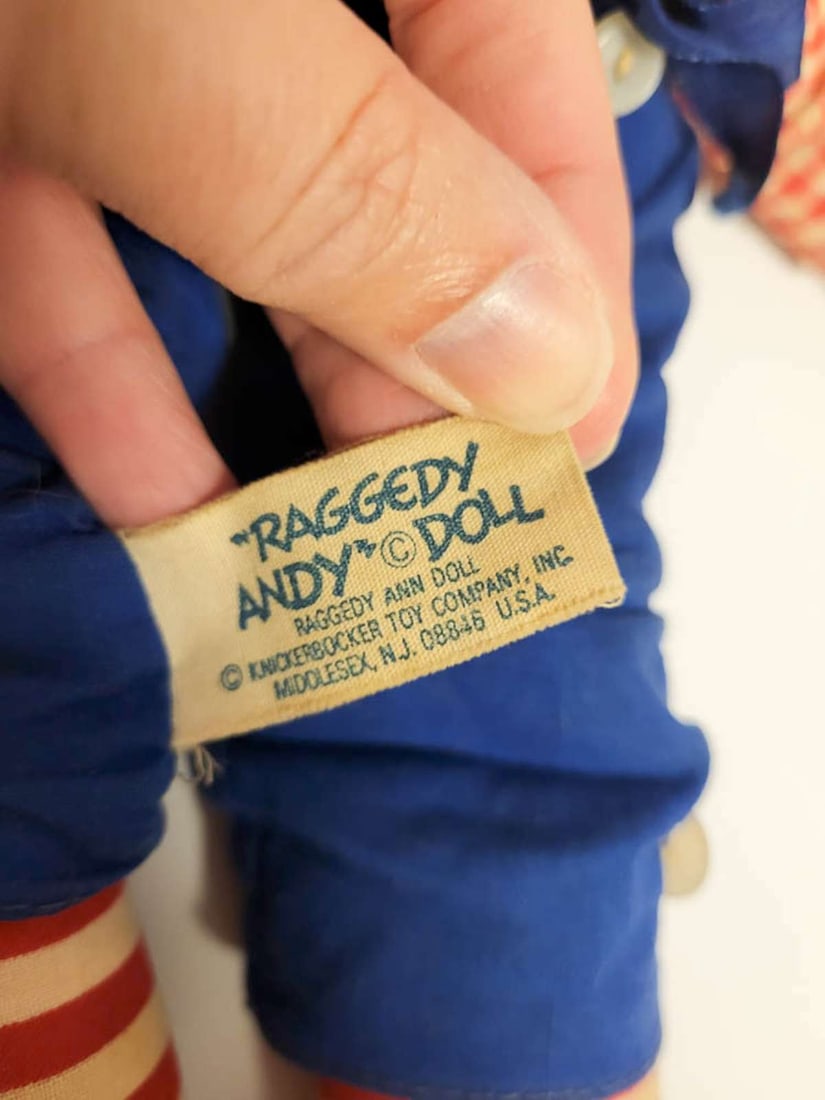 "RAGGEDY
ANDY" © DOLL
RAGGEDY ANN DOLL
© KNICKERBOCKER TOY COMPANY, INC.
MIDDLESEX, N.J. 08846 U.S.A.